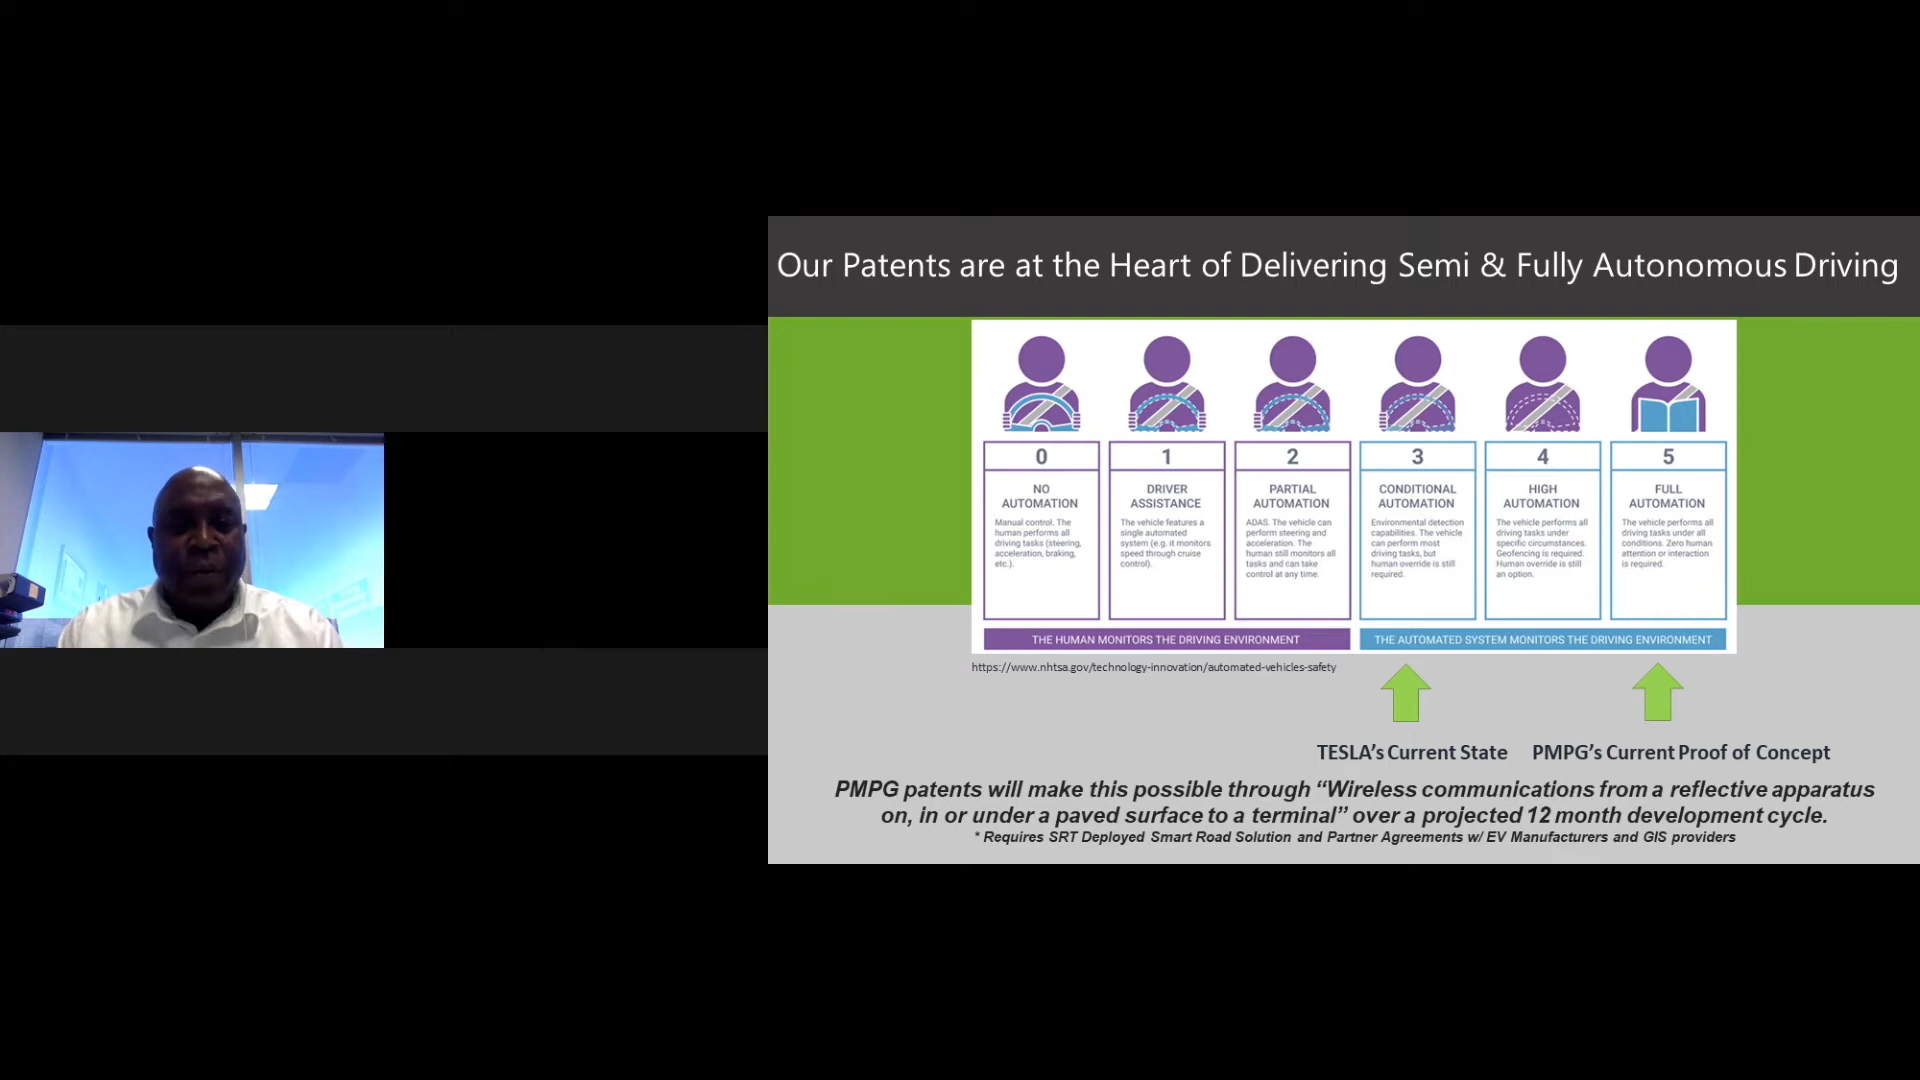 Our Patents are at the Heart of Delivering Semi & Fully Autonomous Driving
0
NO
AUTOMATION
Manual control. The
human performs all
driving tasks (steering,
acceleration, braking,
etc.).
1
DRIVER
ASSISTANCE
The vehicle features a
single automated
system (e.g. it monitors
speed through cruise
control).
2
PARTIAL
AUTOMATION
ADAS. The vehicle can
perform steering and
acceleration. The
human still monitors all
tasks and can take
control at any time.
3
CONDITIONAL
AUTOMATION
Environmental detection
capabilities. The vehicle
can perform most
driving tasks, but
human override is still
required.
4
HIGH
AUTOMATION
The vehicle performs all
driving tasks under
specific circumstances.
Geofencing is required.
Human override is still
an option.
5
FULL
AUTOMATION
The vehicle performs all
driving tasks under all
conditions. Zero human
attention or interaction
is required.
THE HUMAN MONITORS THE DRIVING ENVIRONMENT
THE AUTOMATED SYSTEM MONITORS THE DRIVING ENVIRONMENT
https://www.nhtsa.gov/technology-innovation/automated-vehicles-safety
TESLA's Current State
PMPG's Current Proof of Concept
PMPG patents will make this possible through “Wireless communications from a reflective apparatus
on, in or under a paved surface to a terminal” over a projected 12 month development cycle.
* Requires SRT Deployed Smart Road Solution and Partner Agreements w/ EV Manufacturers and GIS providers